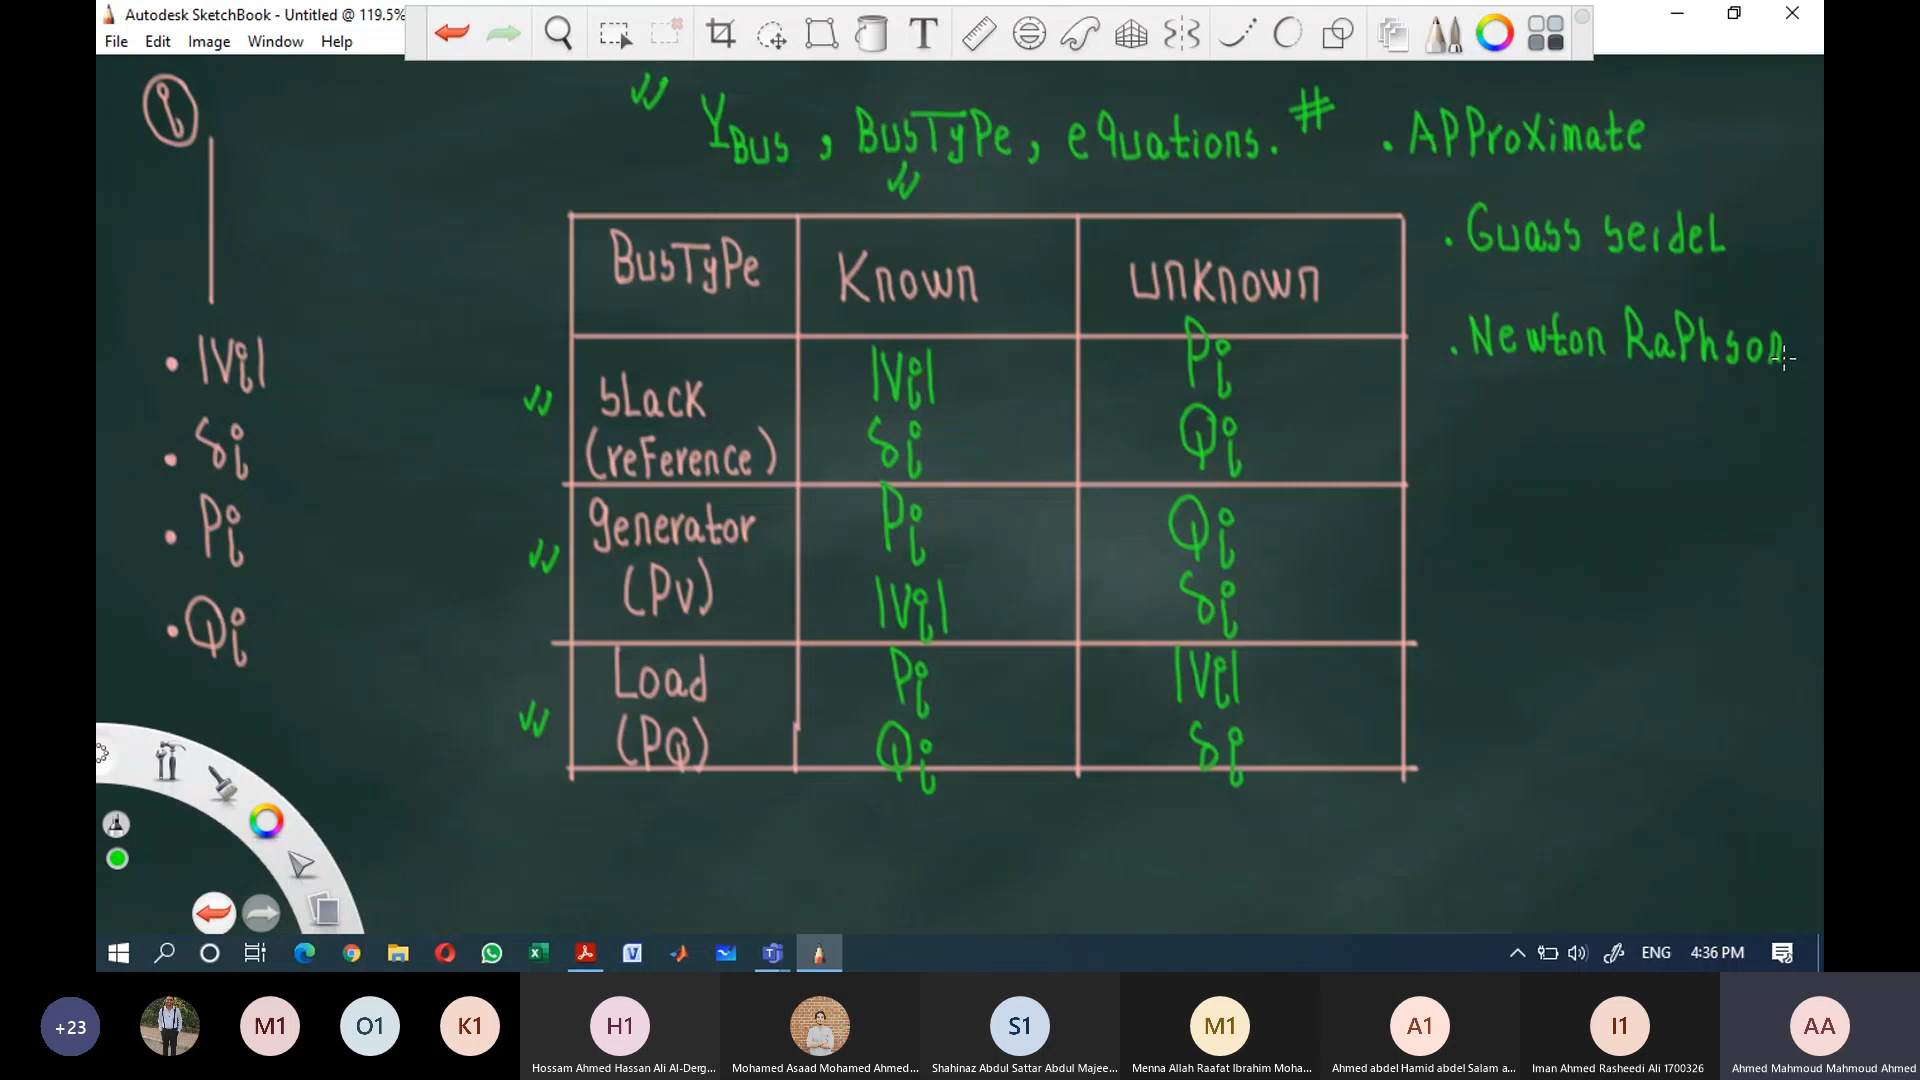 Autodesk SketchBook - Untitled @ 119.5%
File Edit Image Window Help
i
|Vi|
δi
Pi
Qi
YBus , BusType , equations. #
. APProximate
. Guass seidel
. Newton RaPhson
BusType Known unknown
sLack (reference) |Vi| δi Pi Qi
generator (PV) Pi |Vi| Qi δi
Load (PQ) Pi Qi |Vi| δi
ENG 4:36 PM
+23 M1 O1 K1 H1 S1 M1 A1 I1 AA
Hossam Ahmed Hassan Ali Al-Derg...
Mohamed Asaad Mohamed Ahmed...
Shahinaz Abdul Sattar Abdul Majee...
Menna Allah Raafat Ibrahim Moha...
Ahmed abdel Hamid abdel Salam a...
Iman Ahmed Rasheedi Ali 1700326
Ahmed Mahmoud Mahmoud Ahmed